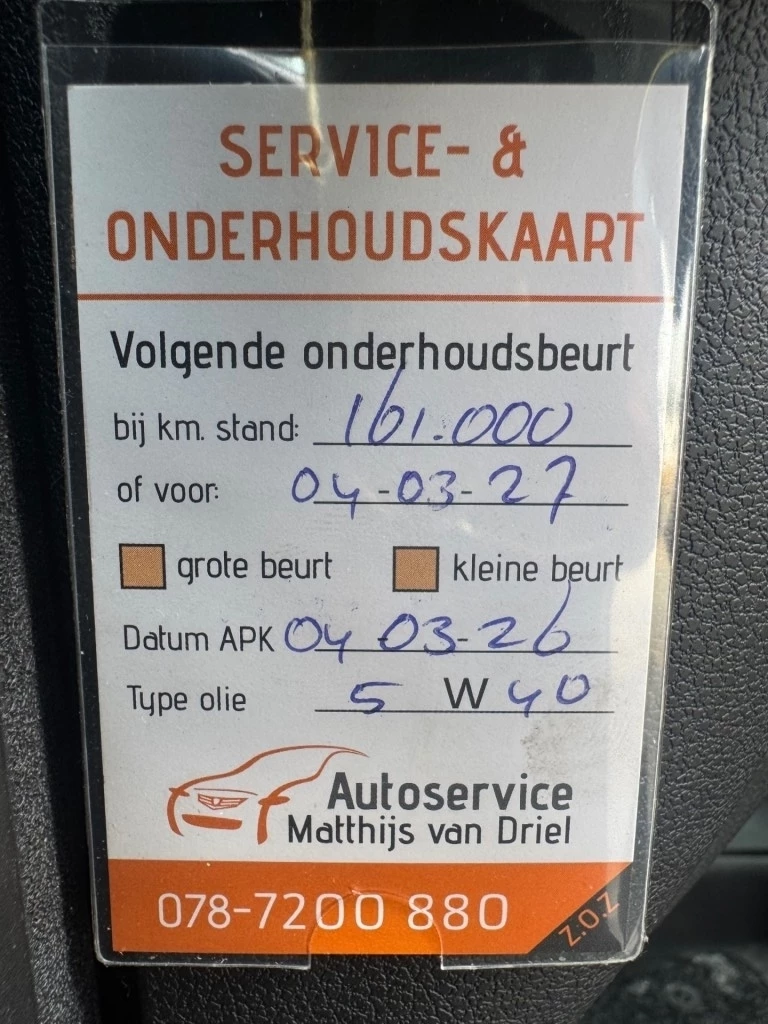 SERVICE- &
ONDERHOUDSKAART
Volgende onderhoudsbeurt
bij km. stand: 161.000
of voor: 04-03-27
grote beurt kleine beurt
Datum APK 04 03-26
Type olie 5 W 40
Autoservice
Matthijs van Driel
078-7200 880
Z.O.Z